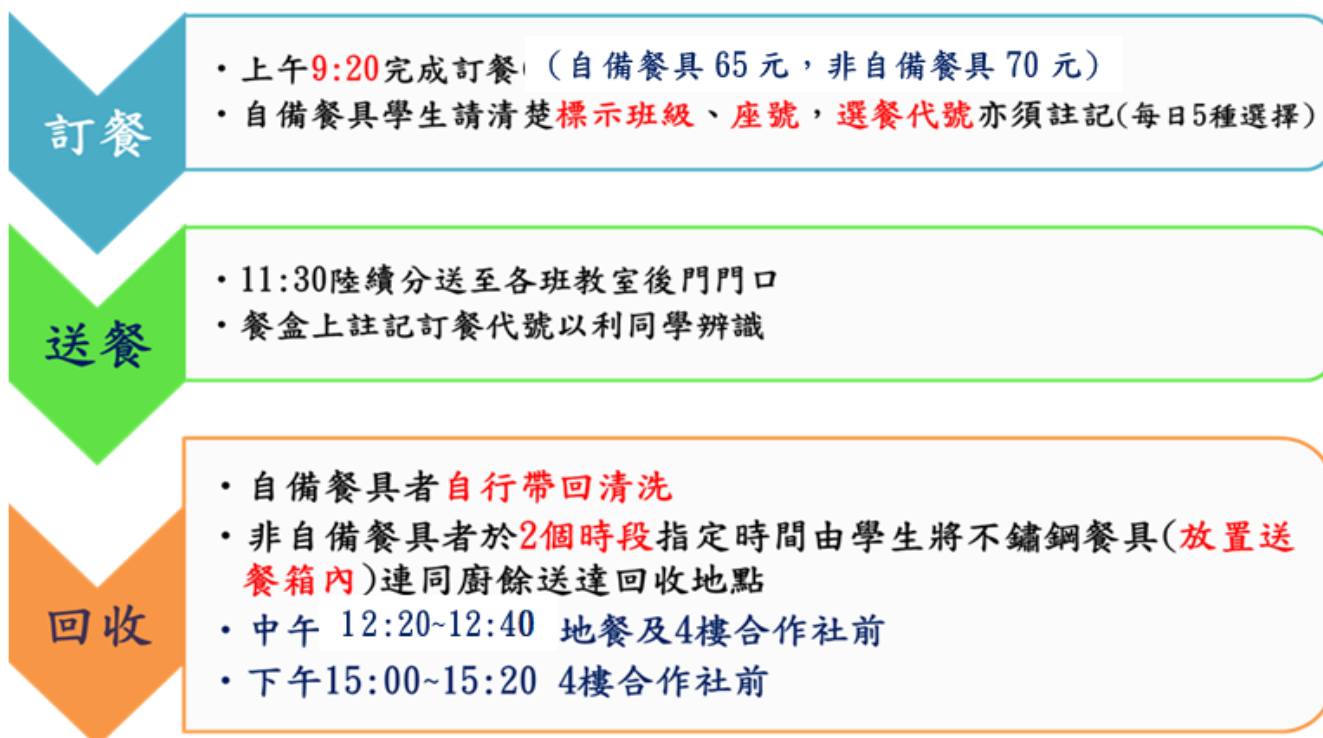 訂餐
・上午9:20完成訂餐(（自備餐具 65 元，非自備餐具 70 元）
・自備餐具學生請清楚標示班級、座號，選餐代號亦須註記(每日5種選擇)
送餐
・11:30陸續分送至各班教室後門門口
・餐盒上註記訂餐代號以利同學辨識
回收
・自備餐具者自行帶回清洗
・非自備餐具者於2個時段指定時間由學生將不鏽鋼餐具(放置送
餐箱內)連同廚餘送達回收地點
・中午 12:20~12:40 地餐及4樓合作社前
・下午15:00~15:20 4樓合作社前